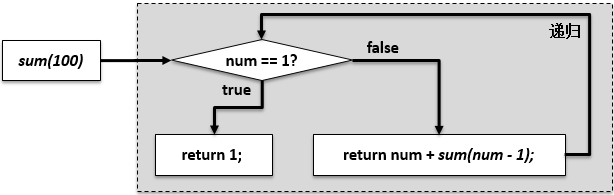 递归
sum(100)
num == 1?
false
true
return 1;
return num + sum(num - 1);